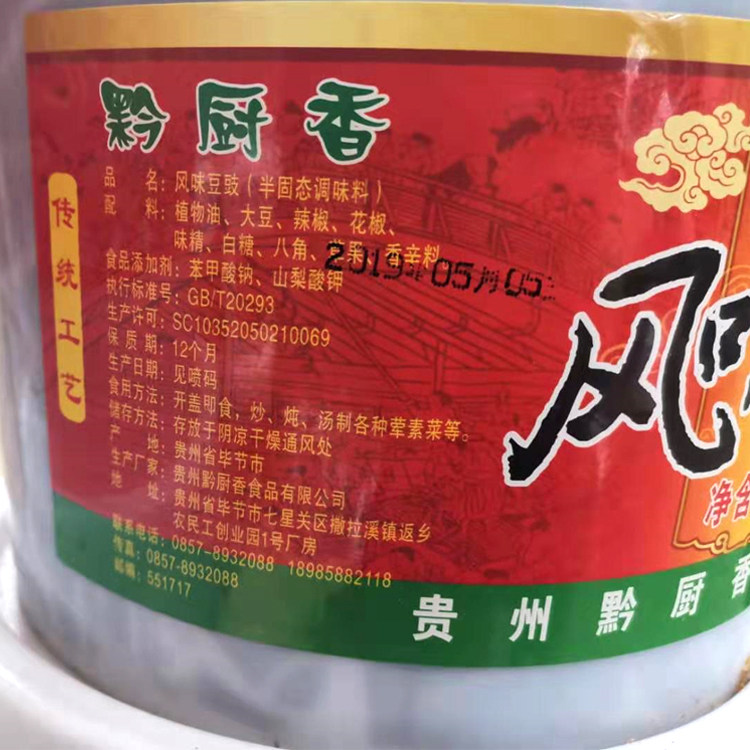 黔厨香
传统工艺
品名：风味豆豉（半固态调味料）
配料：植物油、大豆、辣椒、花椒、
味精、白糖、八角、草果、香辛料
2019年05月05
食品添加剂：苯甲酸钠、山梨酸钾
执行标准号：GB/T20293
生产许可：SC10352050210069
保质期：12个月
生产日期：见喷码
食用方法：开盖即食，炒、炖、汤制各种荤素菜等。
储存方法：存放于阴凉干燥通风处
产地：贵州省毕节市
生产厂家：贵州黔厨香食品有限公司
地址：贵州省毕节市七星关区撒拉溪镇返乡
农民工创业园1号厂房
联系电话：0857-8932088 18985882118
传真：0857-8932088
邮编：551717
风味
净含
贵州黔厨香